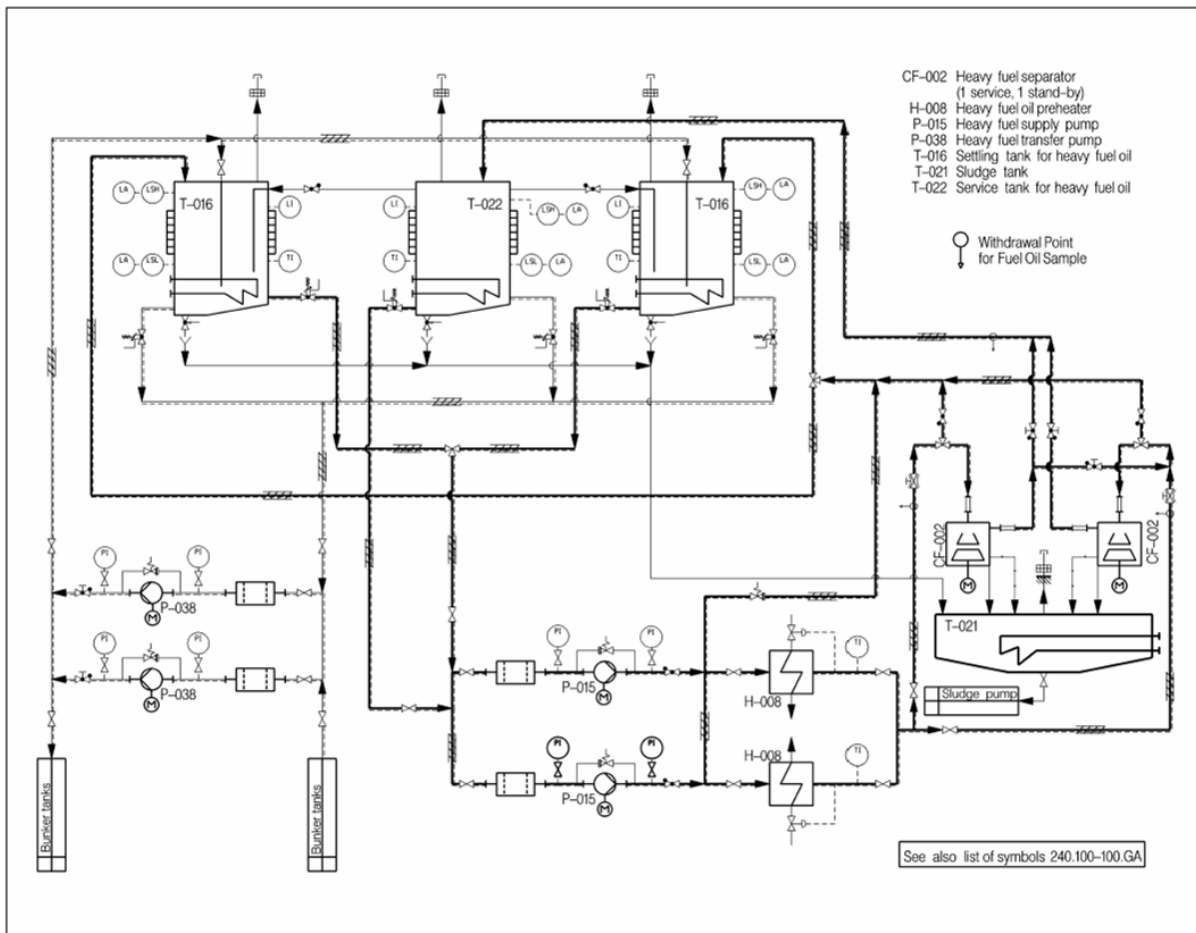 CF-002 Heavy fuel separator
(1 service, 1 stand-by)
H-008 Heavy fuel oil preheater
P-015 Heavy fuel supply pump
P-038 Heavy fuel transfer pump
T-016 Settling tank for heavy fuel oil
T-021 Sludge tank
T-022 Service tank for heavy fuel oil
Withdrawal Point
for Fuel Oil Sample
T-016
T-022
T-016
LA LSH LI
LSH LA
LI LSH LA
LA LSL TI
TI LSL LA
TI LSL LA
CF-002
CF-002
PI PI
P-038
M
PI PI
P-038
M
M
M
T-021
Sludge pump
PI PI
P-015
M
TI
H-008
PI PI
P-015
M
TI
H-008
Bunker tanks
Bunker tanks
See also list of symbols 240.100-100.GA